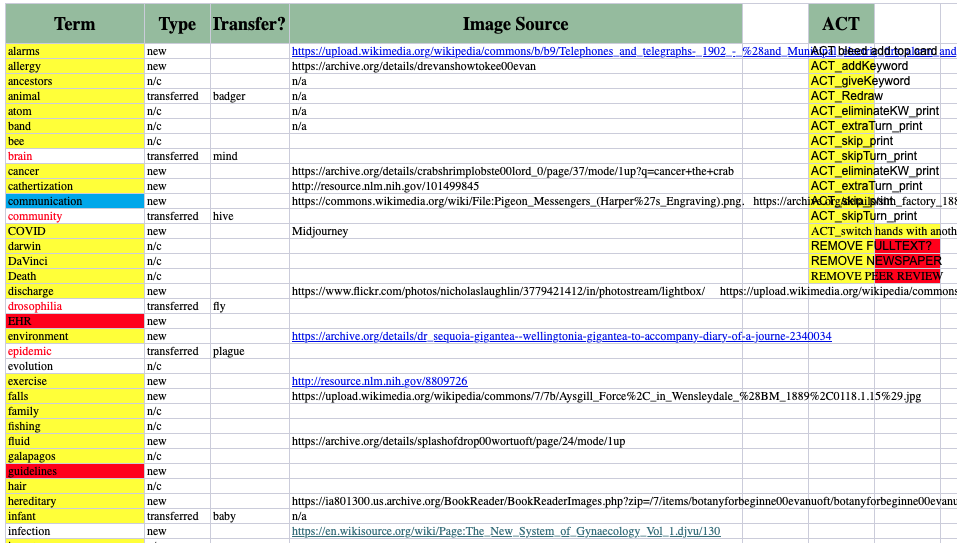 Term Type Transfer? Image Source ACT
alarms new https://upload.wikimedia.org/wikipedia/commons/b/b9/Telephones_and_telegraphs-_1902_-_%28and_Mun ACT bleed add top card and
allergy new https://archive.org/details/drevanshowtokee00evan ACT_addKeyword
ancestors n/c n/a ACT_giveKeyword
animal transferred badger n/a ACT_Redraw
atom n/c n/a ACT_eliminateKW_print
band n/c n/a ACT_extraTurn_print
bee n/c ACT_skip_print
brain transferred mind ACT_skipTurn_print
cancer new https://archive.org/details/crabshrimplobste00lord_0/page/37/mode/1up?q=cancer+the+crab ACT_eliminateKW_print
cathertization new http://resource.nlm.nih.gov/101499845 ACT_extraTurn_print
communication new https://commons.wikimedia.org/wiki/File:Pigeon_Messengers_(Harper%27s_Engraving).png, https://archive ACT_skip_print factory_188
community transferred hive ACT_skipTurn_print
COVID new Midjourney ACT_switch hands with anoth
darwin n/c REMOVE FULLTEXT?
DaVinci n/c REMOVE NEWSPAPER
Death n/c REMOVE PEER REVIEW
discharge new https://www.flickr.com/photos/nicholaslaughlin/3779421412/in/photostream/lightbox/ https://upload.wikimedia.org/wikipedia/commons
drosophilia transferred fly
EHR new
environment new https://archive.org/details/dr_sequoia-gigantea--wellingtonia-gigantea-to-accompany-diary-of-a-journe-2340034
epidemic transferred plague
evolution n/c
exercise new http://resource.nlm.nih.gov/8809726
falls new https://upload.wikimedia.org/wikipedia/commons/7/7b/Aysgill_Force%2C_in_Wensleydale_%28BM_1889%2C0118.1.15%29.jpg
family n/c
fishing n/c
fluid new https://archive.org/details/splashofdrop00wortuoft/page/24/mode/1up
galapagos n/c
guidelines new
hair n/c
hereditary new https://ia801300.us.archive.org/BookReader/BookReaderImages.php?zip=/7/items/botanyforbeginne00evanuoft/botanyforbeginne00evanu
infant transferred baby n/a
infection new https://en.wikisource.org/wiki/Page:The_New_System_of_Gynaecology_Vol_1.djvu/130